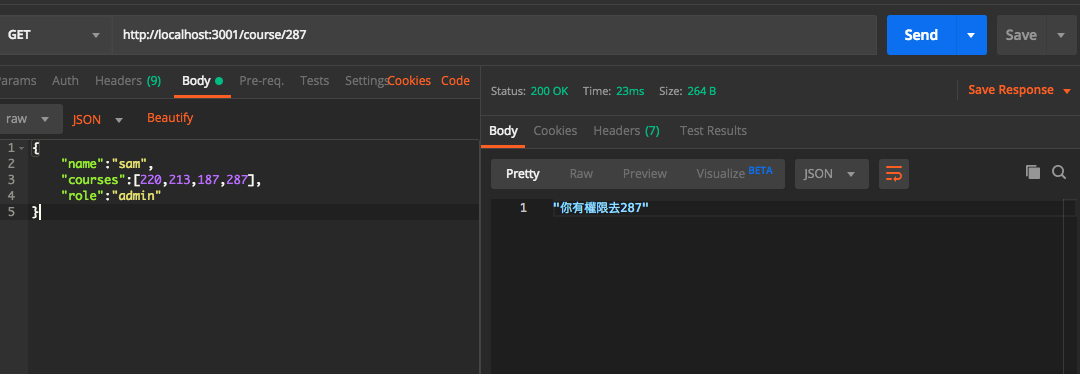 GET
http://localhost:3001/course/287
Send
Save
arams Auth Headers (9) Body Pre-req. Tests Settings Cookies Code
raw JSON Beautify
1 {
2 "name":"sam",
3 "courses":[220,213,187,287],
4 "role":"admin"
5 }
Status: 200 OK Time: 23ms Size: 264 B Save Response
Body Cookies Headers (7) Test Results
Pretty Raw Preview Visualize BETA JSON
1 "你有權限去287"